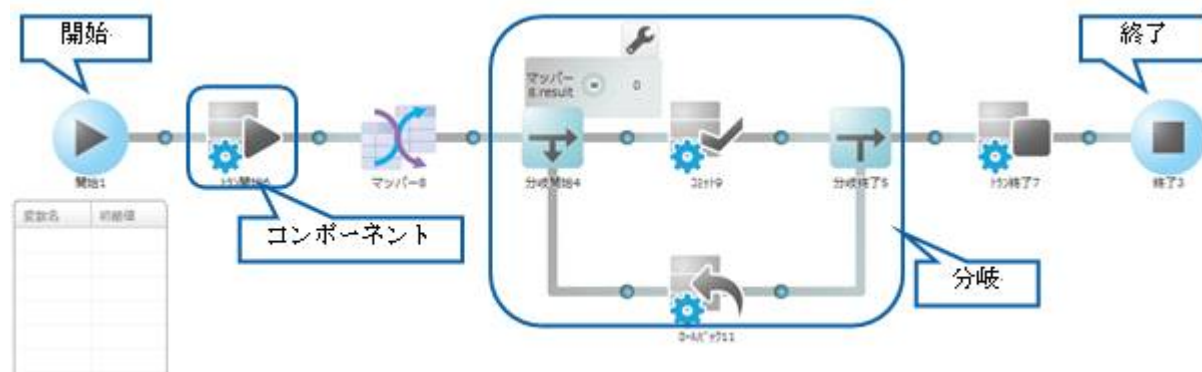 開始
終了
マッパー
8.result
=
0
開始1
トラン開始6
マッパー8
分岐開始4
コミット9
分岐終了5
トラン終了7
終了3
変数名
初期値
コンポーネント
分岐
ロールバック11